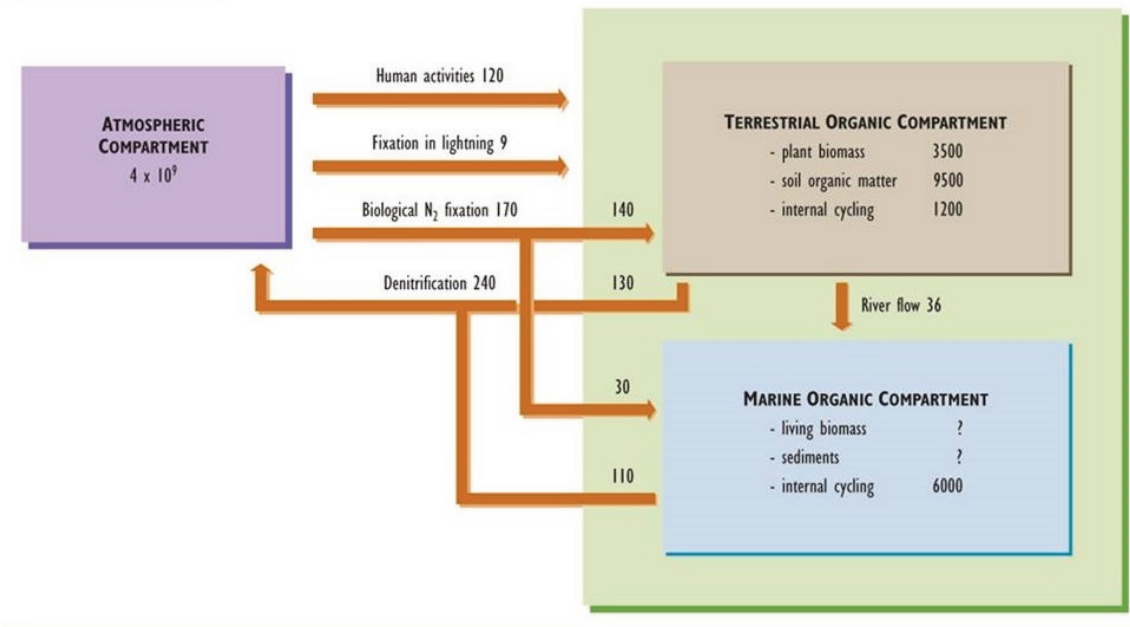 ATMOSPHERIC
COMPARTMENT
4 x 10⁹
Human activities 120
Fixation in lightning 9
Biological N₂ fixation 170
140
Denitrification 240
130
30
110
TERRESTRIAL ORGANIC COMPARTMENT
- plant biomass 3500
- soil organic matter 9500
- internal cycling 1200
River flow 36
MARINE ORGANIC COMPARTMENT
- living biomass ?
- sediments ?
- internal cycling 6000